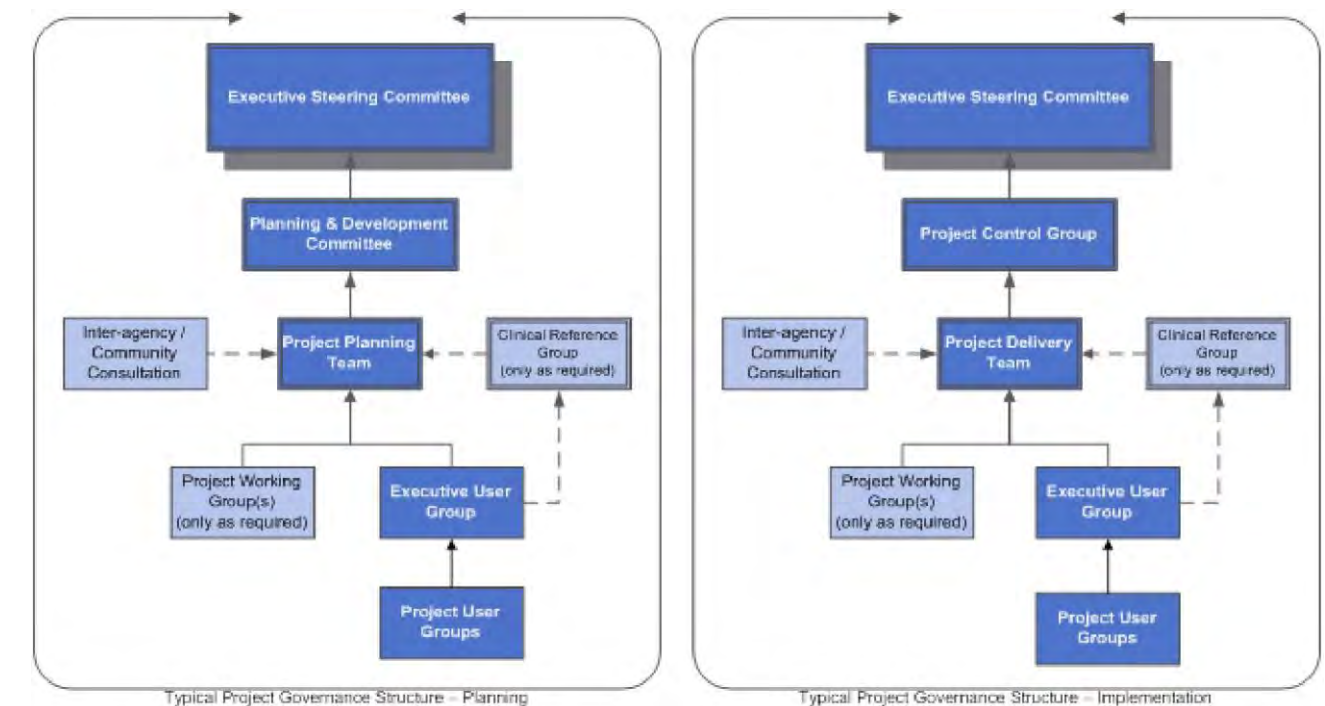 Executive Steering Committee
Planning & Development
Committee
Inter-agency /
Community
Consultation
Project Planning
Team
Clinical Reference
Group
(only as required)
Project Working
Group(s)
(only as required)
Executive User
Group
Project User
Groups
Typical Project Governance Structure – Planning
Executive Steering Committee
Project Control Group
Inter-agency /
Community
Consultation
Project Delivery
Team
Clinical Reference
Group
(only as required)
Project Working
Group(s)
(only as required)
Executive User
Group
Project User
Groups
Typical Project Governance Structure – Implementation